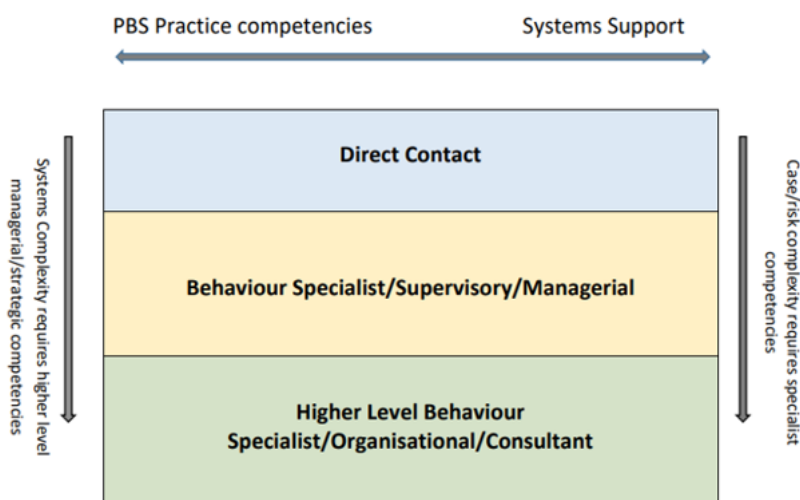 PBS Practice competencies
Systems Support
Direct Contact
Behaviour Specialist/Supervisory/Managerial
Higher Level Behaviour
Specialist/Organisational/Consultant
Systems Complexity requires higher level
managerial/strategic competencies
Case/risk complexity requires specialist
competencies